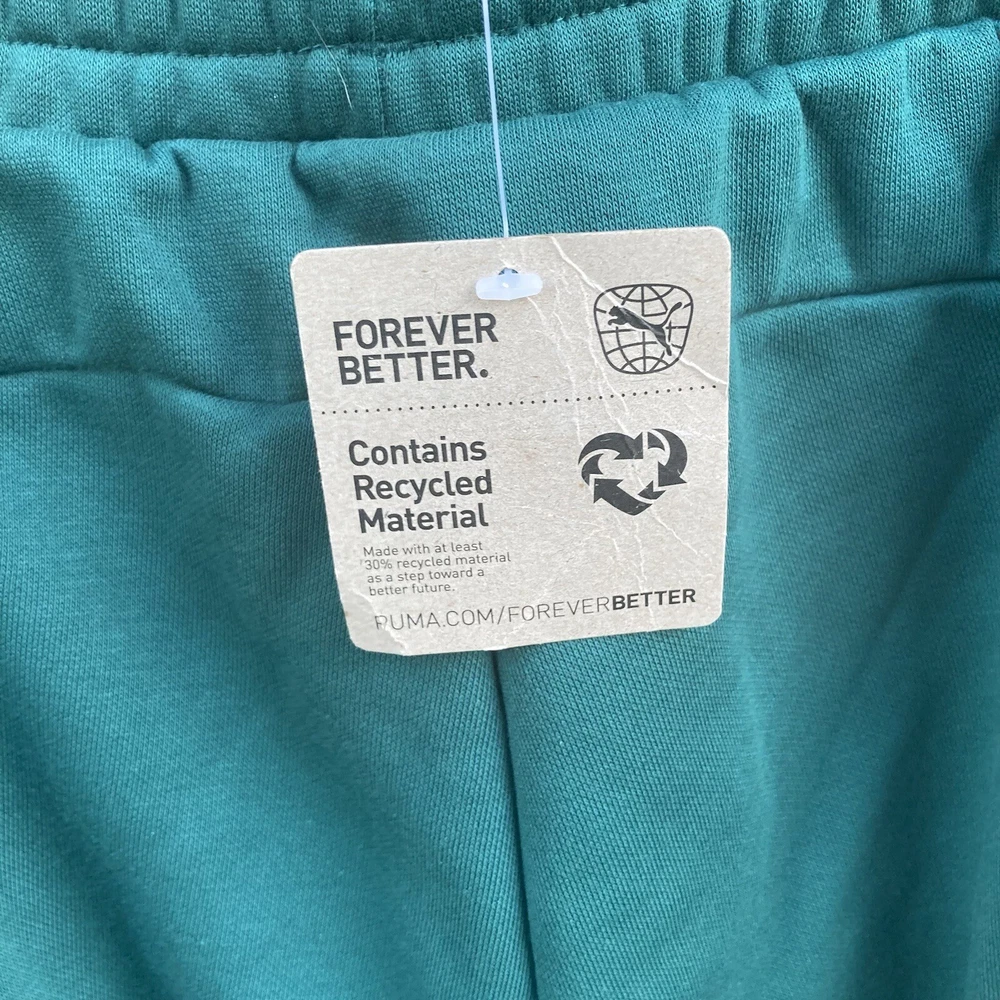 FOREVER
BETTER.
Contains
Recycled
Material
Made with at least
30% recycled material
as a step toward a
better future.
PUMA.COM/FOREVERBETTER